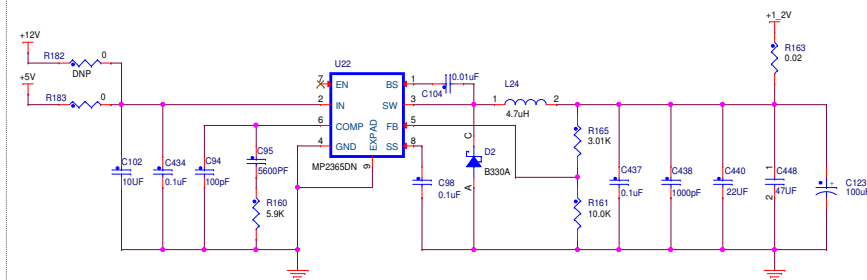 +12V
R182
0
DNP
+5V
R183
0
C102
10UF
C434
0.1uF
C94
100pF
C95
5600PF
R160
5.9K
U22
7
EN
BS
1
2
IN
SW
3
6
COMP
FB
5
4
GND
SS
8
EXPAD
9
MP2365DN
C104
0.01uF
L24
1
2
4.7uH
C98
0.1uF
C
D2
B330A
A
R165
3.01K
R161
10.0K
+1_2V
R163
0.02
C437
0.1uF
C438
1000pF
C440
22UF
C448
1
47UF
2
+
C123
100u